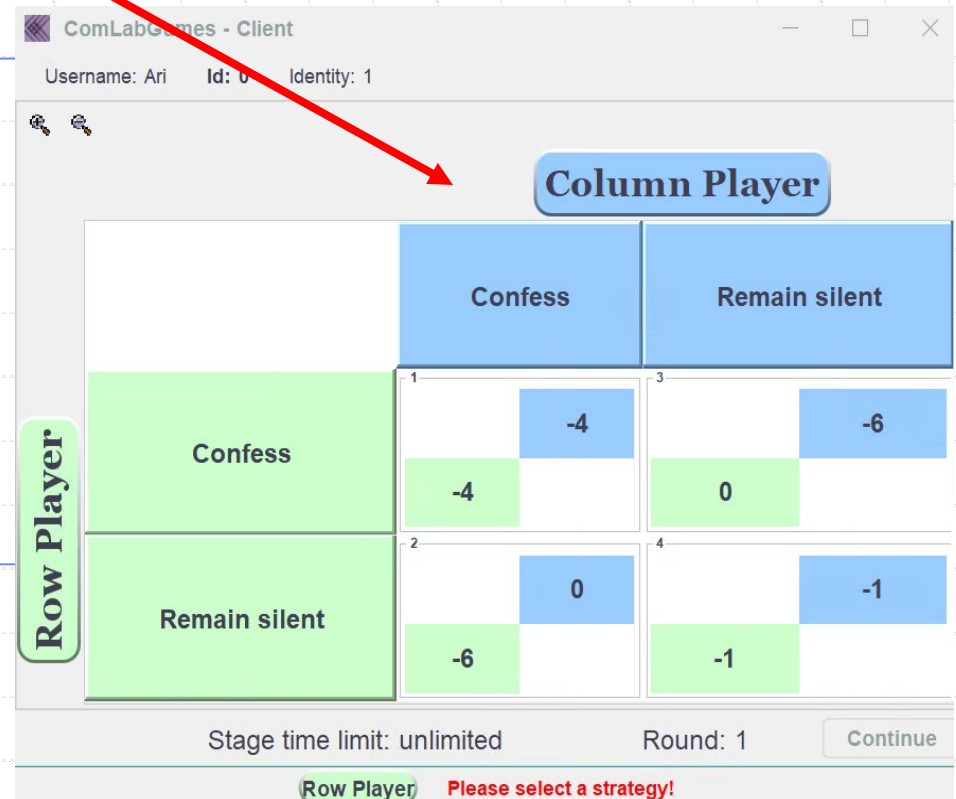 ComLabGames - Client
Username: Ari Id: 0 Identity: 1
Column Player
Confess Remain silent
Row Player
1
-4
3
-6
Confess
-4
0
2
0
4
-1
Remain silent
-6
-1
Stage time limit: unlimited Round: 1 Continue
Row Player Please select a strategy!